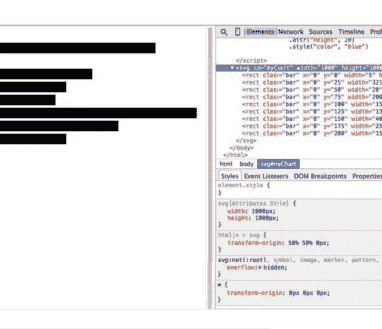 Elements Network Sources Timeline Prof
.attr("height", 20)
.style("color", "blue")
</script>
▼<svg id="myChart" width="1000" height="1000
<rect class="bar" x="0" y="0" width="5" h
<rect class="bar" x="0" y="25" width="321
<rect class="bar" x="0" y="50" width="20"
<rect class="bar" x="0" y="75" width="200
<rect class="bar" x="0" y="100" width="15
<rect class="bar" x="0" y="125" width="13
<rect class="bar" x="0" y="150" width="40
<rect class="bar" x="0" y="175" width="25
<rect class="bar" x="0" y="200" width="15
</svg>
</body>
</html>
html body svg#myChart
Styles Event Listeners DOM Breakpoints Properties
element.style {
}
svg[Attributes Style] {
width: 1000px;
height: 1000px;
}
html|* > svg {
transform-origin: 50% 50% 0px;
}
svg:not(:root), symbol, image, marker, pattern,
overflow:▶hidden;
}
* {
transform-origin: 0px 0px 0px;
}